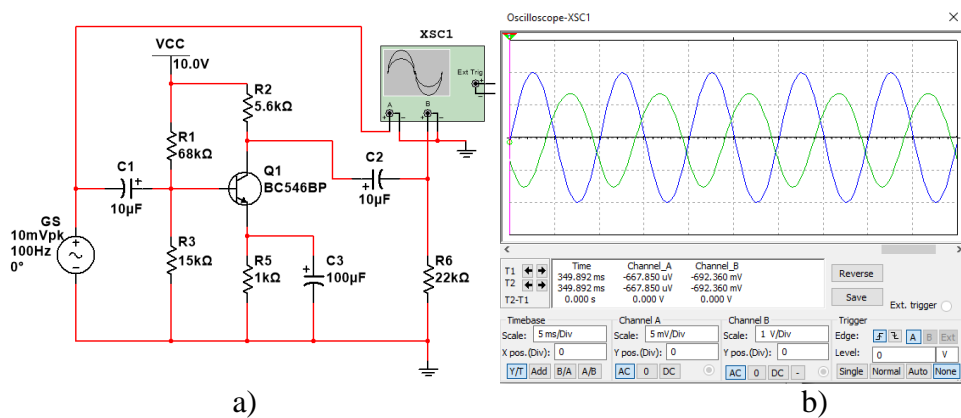 XSC1
Ext Trig
+
-
A
B
+ - + -
VCC
10.0V
R2
5.6kΩ
R1
68kΩ
C1
+
10µF
Q1
BC546BP
C2
+
10µF
GS
10mVpk
100Hz
0°
R3
15kΩ
R5
1kΩ
C3
+
100µF
R6
22kΩ
a)
Oscilloscope-XSC1
Time Channel_A Channel_B
T1 349.892 ms -667.850 uV -692.360 mV
T2 349.892 ms -667.850 uV -692.360 mV
T2-T1 0.000 s 0.000 V 0.000 V
Reverse
Save
Ext. trigger
Timebase
Scale: 5 ms/Div
X pos.(Div): 0
Y/T Add B/A A/B
Channel A
Scale: 5 mV/Div
Y pos.(Div): 0
AC 0 DC
Channel B
Scale: 1 V/Div
Y pos.(Div): 0
AC 0 DC -
Trigger
Edge: A B Ext
Level: 0 V
Single Normal Auto None
b)